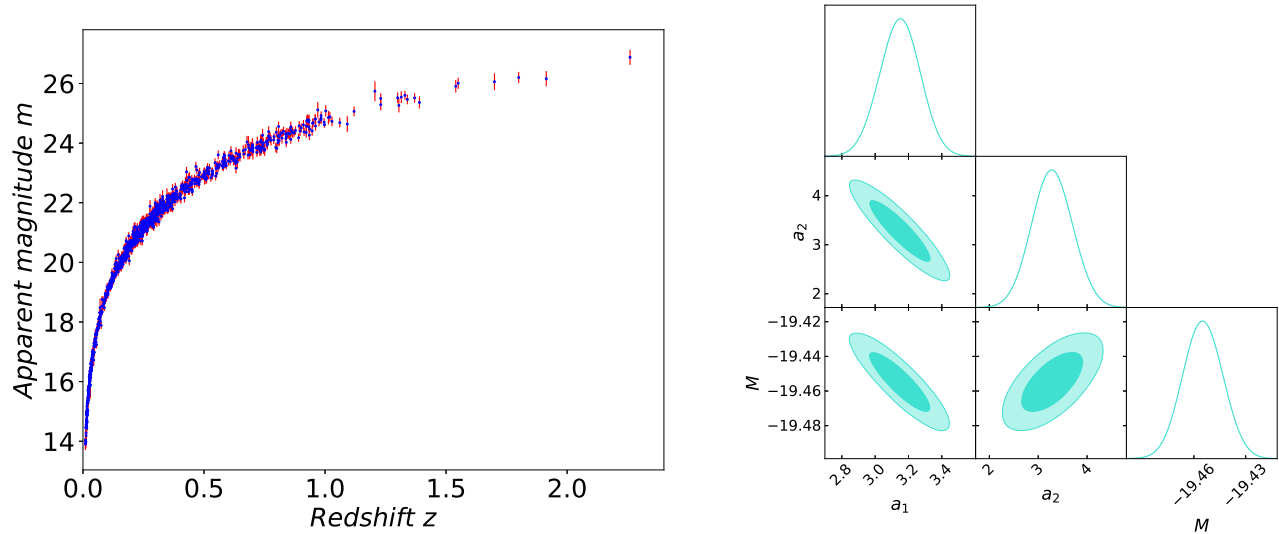 26
24
22
20
18
16
14
Apparent magnitude m
0.0 0.5 1.0 1.5 2.0
Redshift z
4
3
2
a₂
−19.42
−19.44
−19.46
−19.48
M
2.8 3.0 3.2 3.4
a₁
2 3 4
a₂
−19.46 −19.43
M